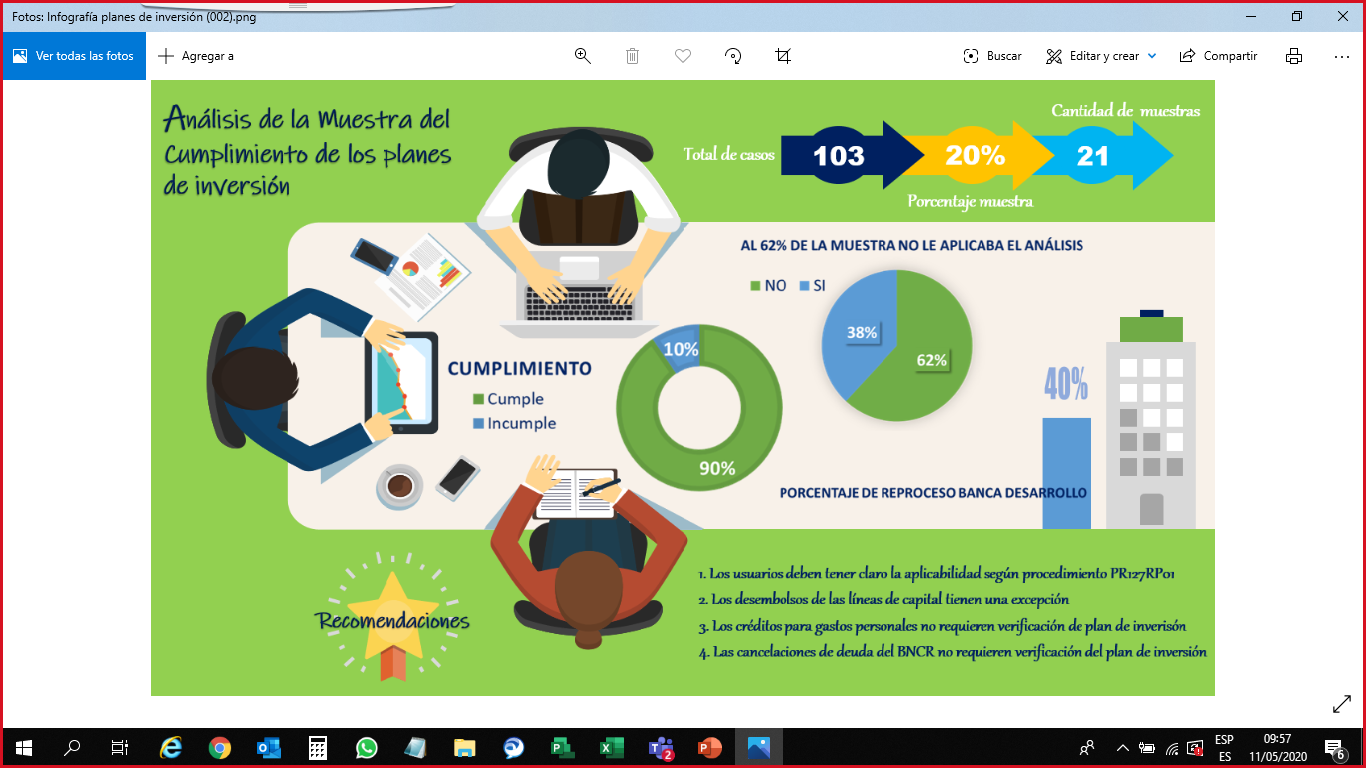 Fotos: Infografía planes de inversión (002).png
Ver todas las fotos
Agregar a
Buscar
Editar y crear
Compartir
Análisis de la Muestra del
Cumplimiento de los planes
de inversión
Cantidad de muestras
Total de casos
103
20%
21
Porcentaje muestra
AL 62% DE LA MUESTRA NO LE APLICABA EL ANÁLISIS
NO SI
38%
62%
CUMPLIMIENTO
Cumple
Incumple
10%
90%
40%
PORCENTAJE DE REPROCESO BANCA DESARROLLO
Recomendaciones
1. Los usuarios deben tener claro la aplicabilidad según procedimiento PR127RP01
2. Los desembolsos de las líneas de capital tienen una excepción
3. Los créditos para gastos personales no requieren verificación de plan de inverisón
4. Las cancelaciones de deuda del BNCR no requieren verificación del plan de inversión
2
ESP
ES
09:57
11/05/2020
6